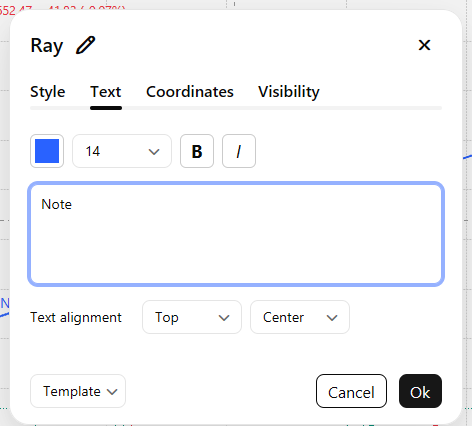 Ray
Style Text Coordinates Visibility
14 B I
Note
N
Text alignment Top Center
Template Cancel Ok